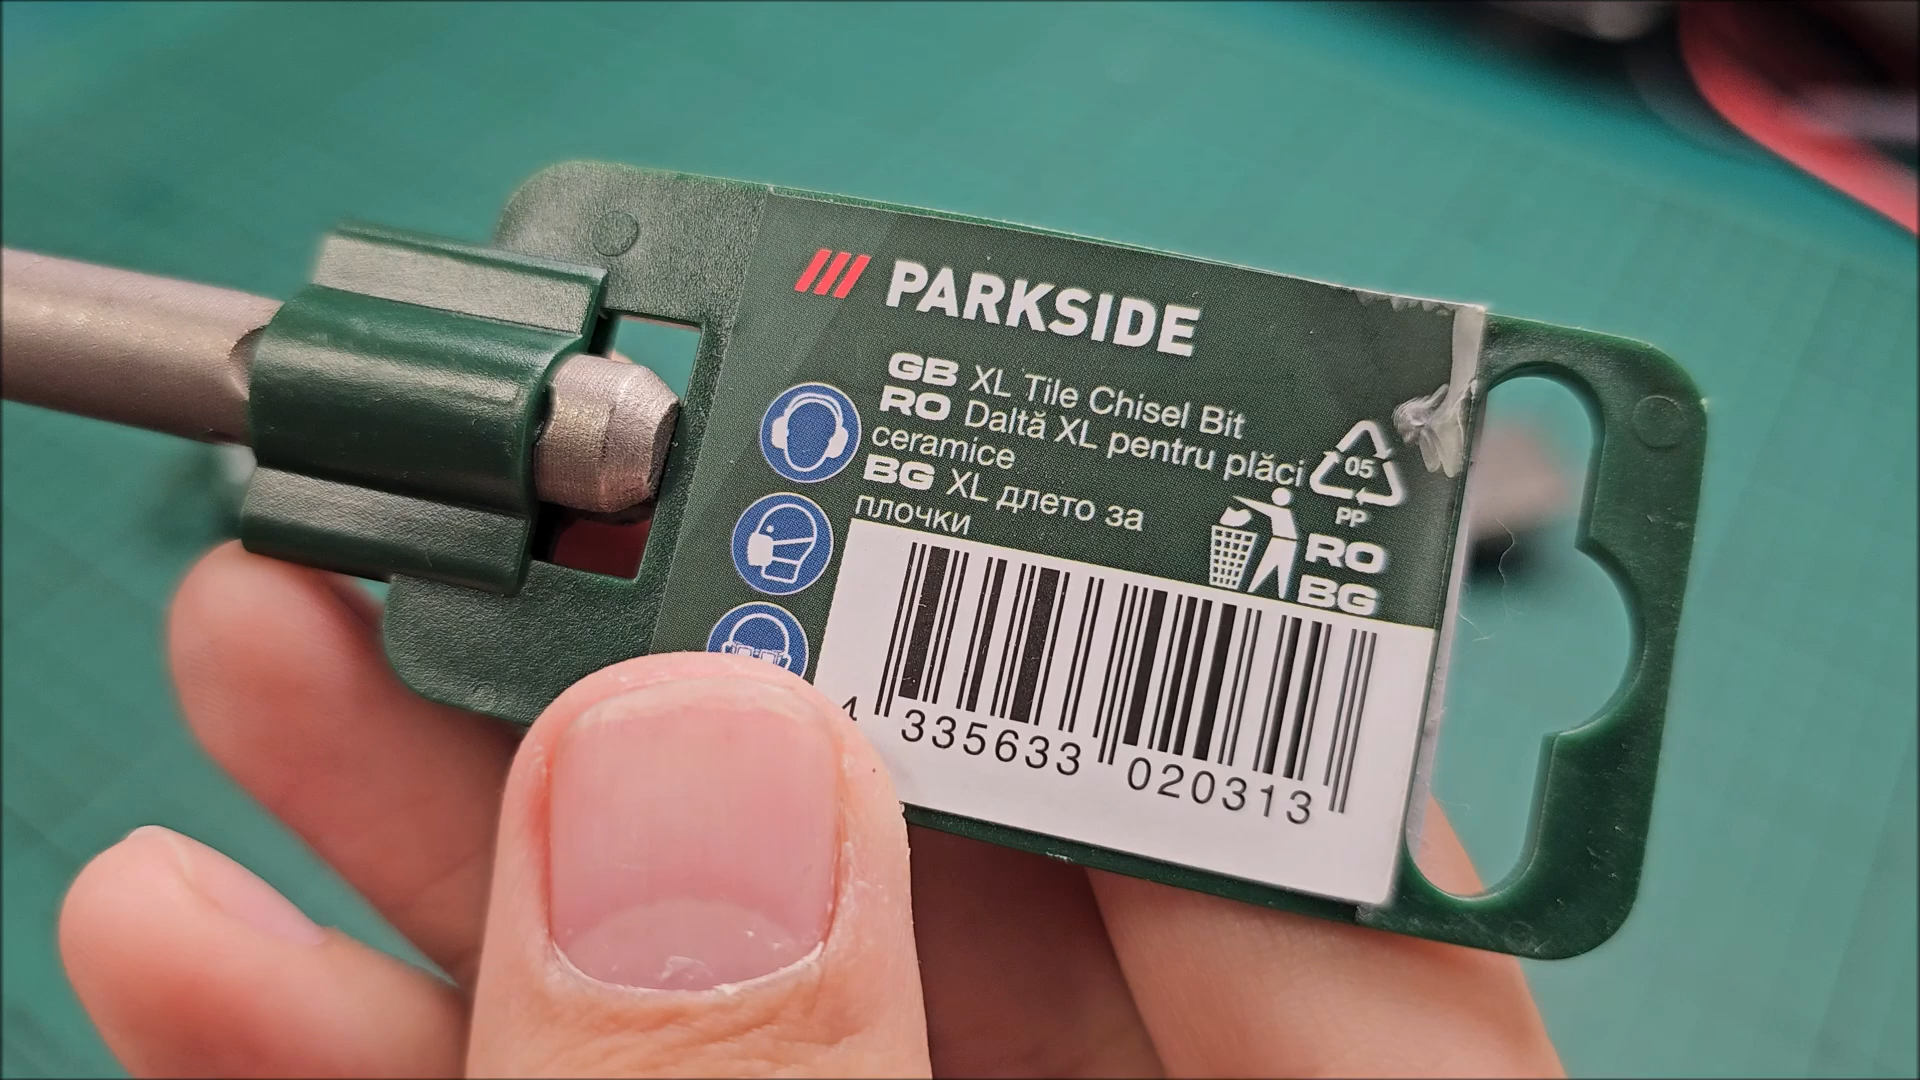 PARKSIDE
GB XL Tile Chisel Bit
RO Daltă XL pentru plăci
ceramice
BG XL длето за
плочки
05
PP
RO
BG
4 335633 020313